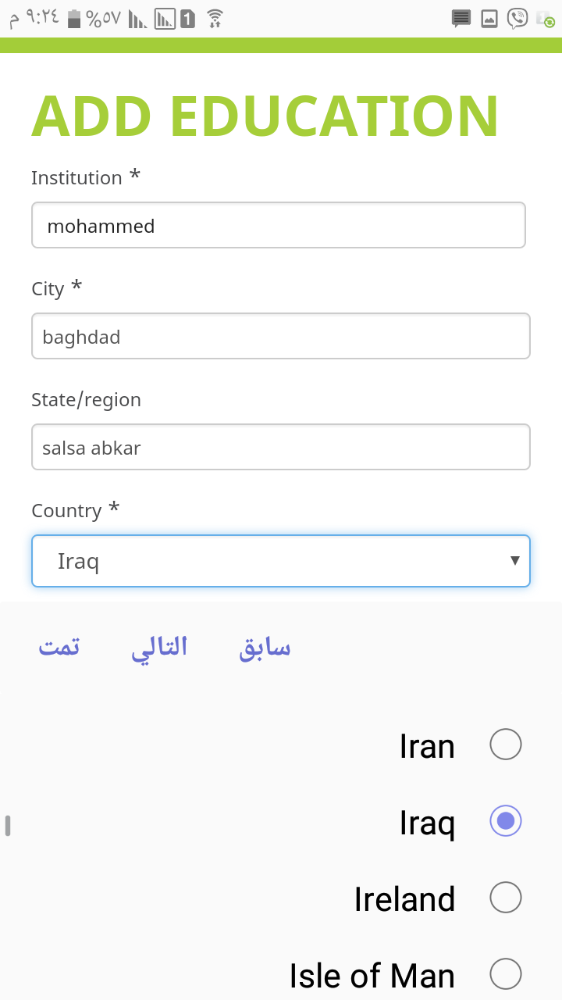 م ٩:٢٤ %٥٧ 1
ADD EDUCATION
Institution *
mohammed
City *
baghdad
State/region
salsa abkar
Country *
Iraq
سابق التالي تمت
Iran
Iraq
Ireland
Isle of Man